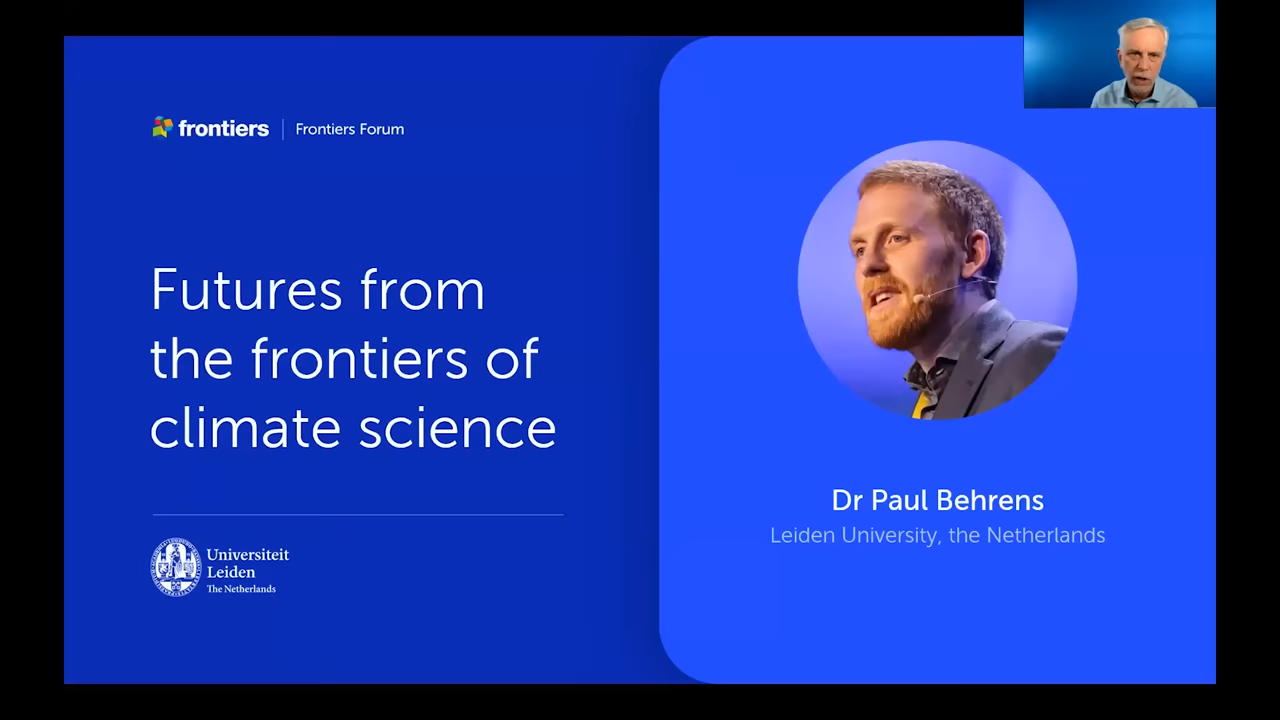 frontiers | Frontiers Forum
Futures from
the frontiers of
climate science
Universiteit
Leiden
The Netherlands
Dr Paul Behrens
Leiden University, the Netherlands